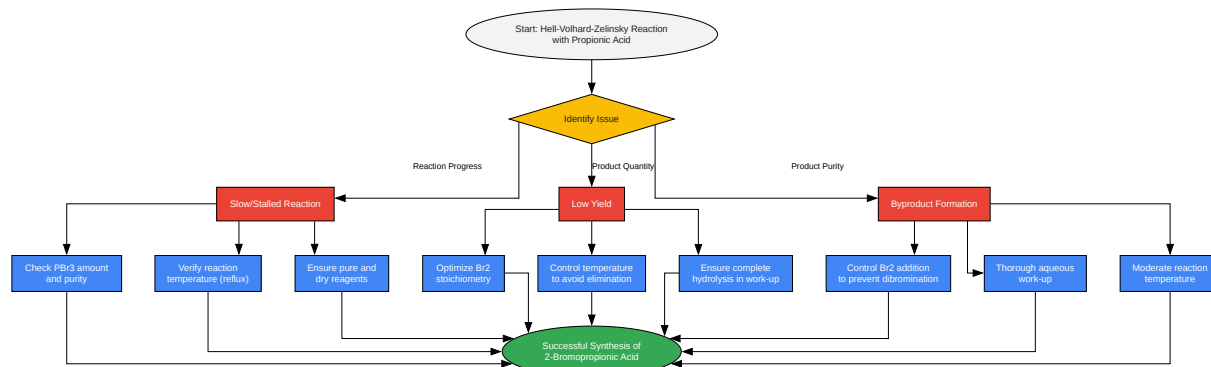 Start: Hell-Volhard-Zelinsky Reaction
with Propionic Acid
Identify Issue
Reaction Progress
Product Quantity
Product Purity
Slow/Stalled Reaction
Low Yield
Byproduct Formation
Check PBr3 amount
and purity
Verify reaction
temperature (reflux)
Ensure pure and
dry reagents
Optimize Br2
stoichiometry
Control temperature
to avoid elimination
Ensure complete
hydrolysis in work-up
Control Br2 addition
to prevent dibromination
Thorough aqueous
work-up
Moderate reaction
temperature
Successful Synthesis of
2-Bromopropionic Acid